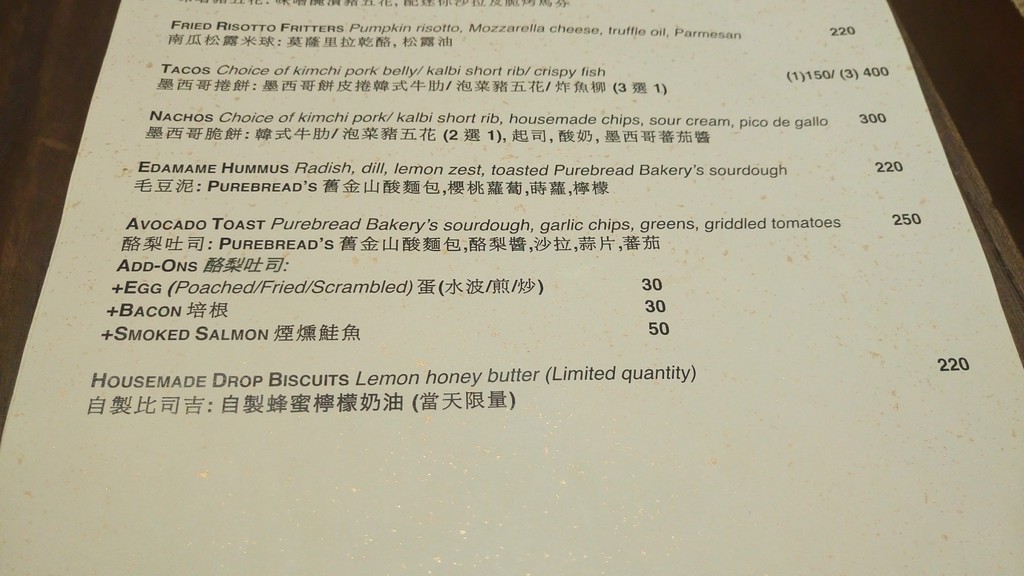 FRIED RISOTTO FRITTERS Pumpkin risotto, Mozzarella cheese, truffle oil, Parmesan 220
南瓜松露米球: 莫薩里拉乾酪, 松露油
TACOS Choice of kimchi pork belly/ kalbi short rib/ crispy fish (1)150/ (3) 400
墨西哥捲餅: 墨西哥餅皮捲韓式牛肋/ 泡菜豬五花/ 炸魚柳 (3 選 1)
NACHOS Choice of kimchi pork/ kalbi short rib, housemade chips, sour cream, pico de gallo 300
墨西哥脆餅: 韓式牛肋/ 泡菜豬五花 (2 選 1), 起司, 酸奶, 墨西哥蕃茄醬
EDAMAME HUMMUS Radish, dill, lemon zest, toasted Purebread Bakery's sourdough 220
毛豆泥: PUREBREAD'S 舊金山酸麵包,櫻桃蘿蔔,蒔蘿,檸檬
AVOCADO TOAST Purebread Bakery's sourdough, garlic chips, greens, griddled tomatoes 250
酪梨吐司: PUREBREAD'S 舊金山酸麵包,酪梨醬,沙拉,蒜片,蕃茄
ADD-ONS 酪梨吐司:
+EGG (Poached/Fried/Scrambled) 蛋(水波/煎/炒) 30
+BACON 培根 30
+SMOKED SALMON 煙燻鮭魚 50
HOUSEMADE DROP BISCUITS Lemon honey butter (Limited quantity) 220
自製比司吉: 自製蜂蜜檸檬奶油 (當天限量)